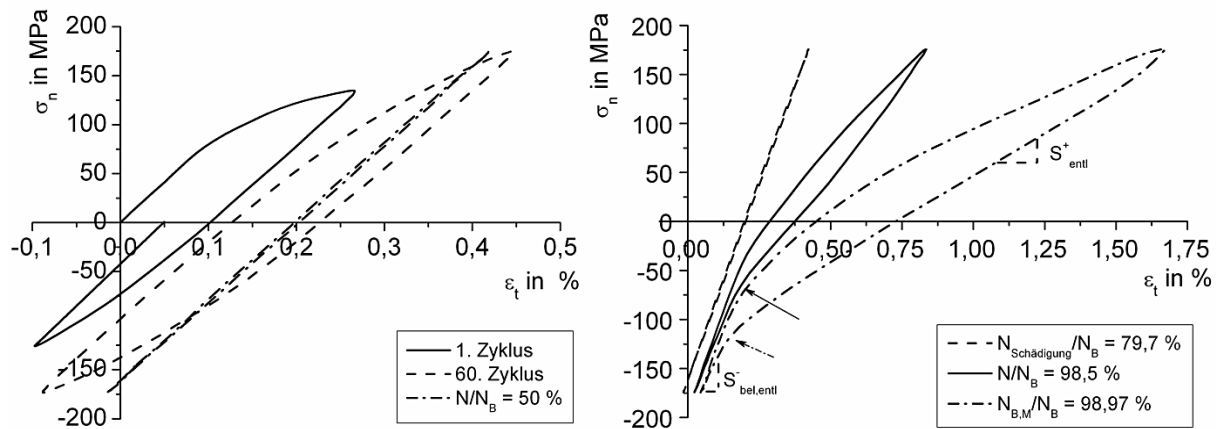 200
150
100
50
0
-50
-100
-150
-200
σn in MPa
-0,1
0,0
0,1
0,2
0,3
0,4
0,5
εt in %
1. Zyklus
60. Zyklus
N/NB = 50 %
200
150
100
50
0
-50
-100
-150
-200
σn in MPa
0,00
0,25
0,50
0,75
1,00
1,25
1,50
1,75
εt in %
S+entl
S-bel,entl
NSchädigung/NB = 79,7 %
N/NB = 98,5 %
NB,M/NB = 98,97 %